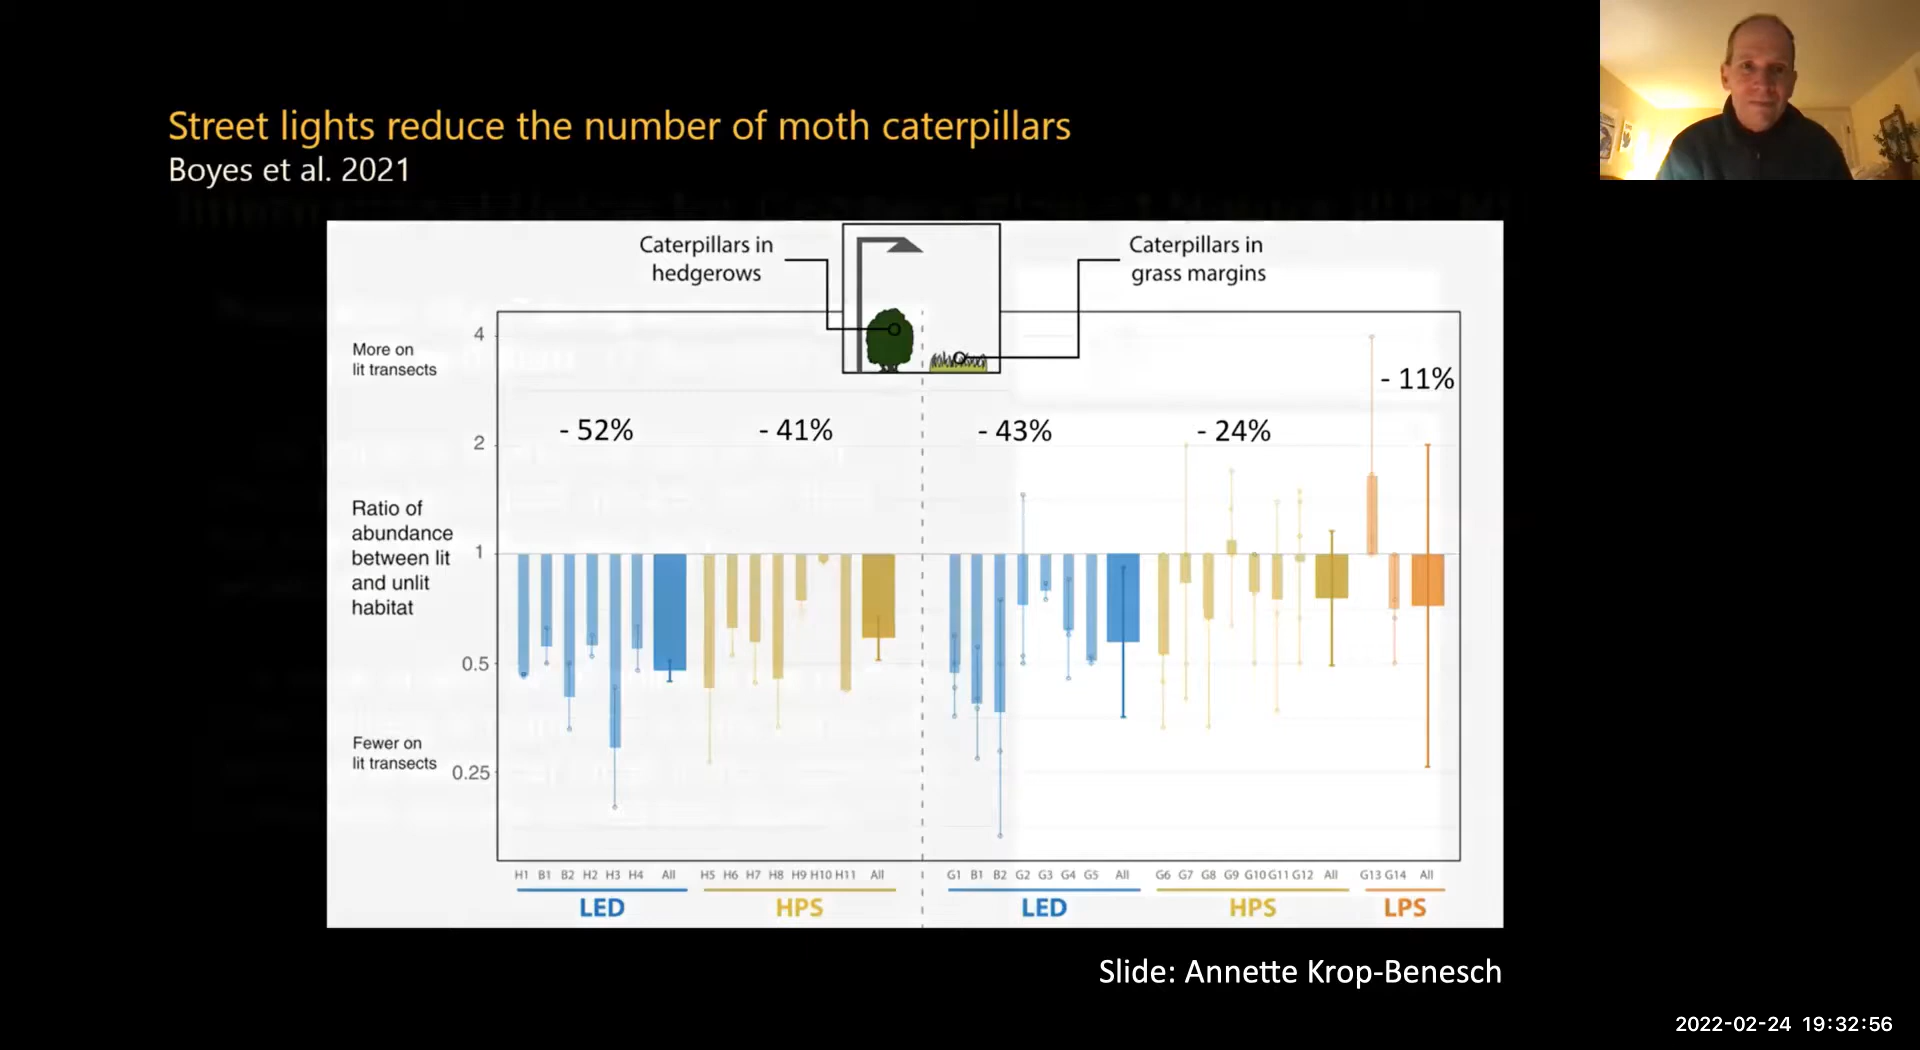 Street lights reduce the number of moth caterpillars
Boyes et al. 2021
Caterpillars in
hedgerows
Caterpillars in
grass margins
4
More on
lit transects
- 11%
- 52%
- 41%
- 43%
- 24%
2
Ratio of
abundance
between lit
and unlit
habitat
1
0.5
Fewer on
lit transects
0.25
H1 B1 B2 H2 H3 H4 All H5 H6 H7 H8 H9 H10 H11 All G1 B1 B2 G2 G3 G4 G5 All G6 G7 G8 G9 G10 G11 G12 All G13 G14 All
LED HPS LED HPS LPS
Slide: Annette Krop-Benesch
2022-02-24 19:32:56